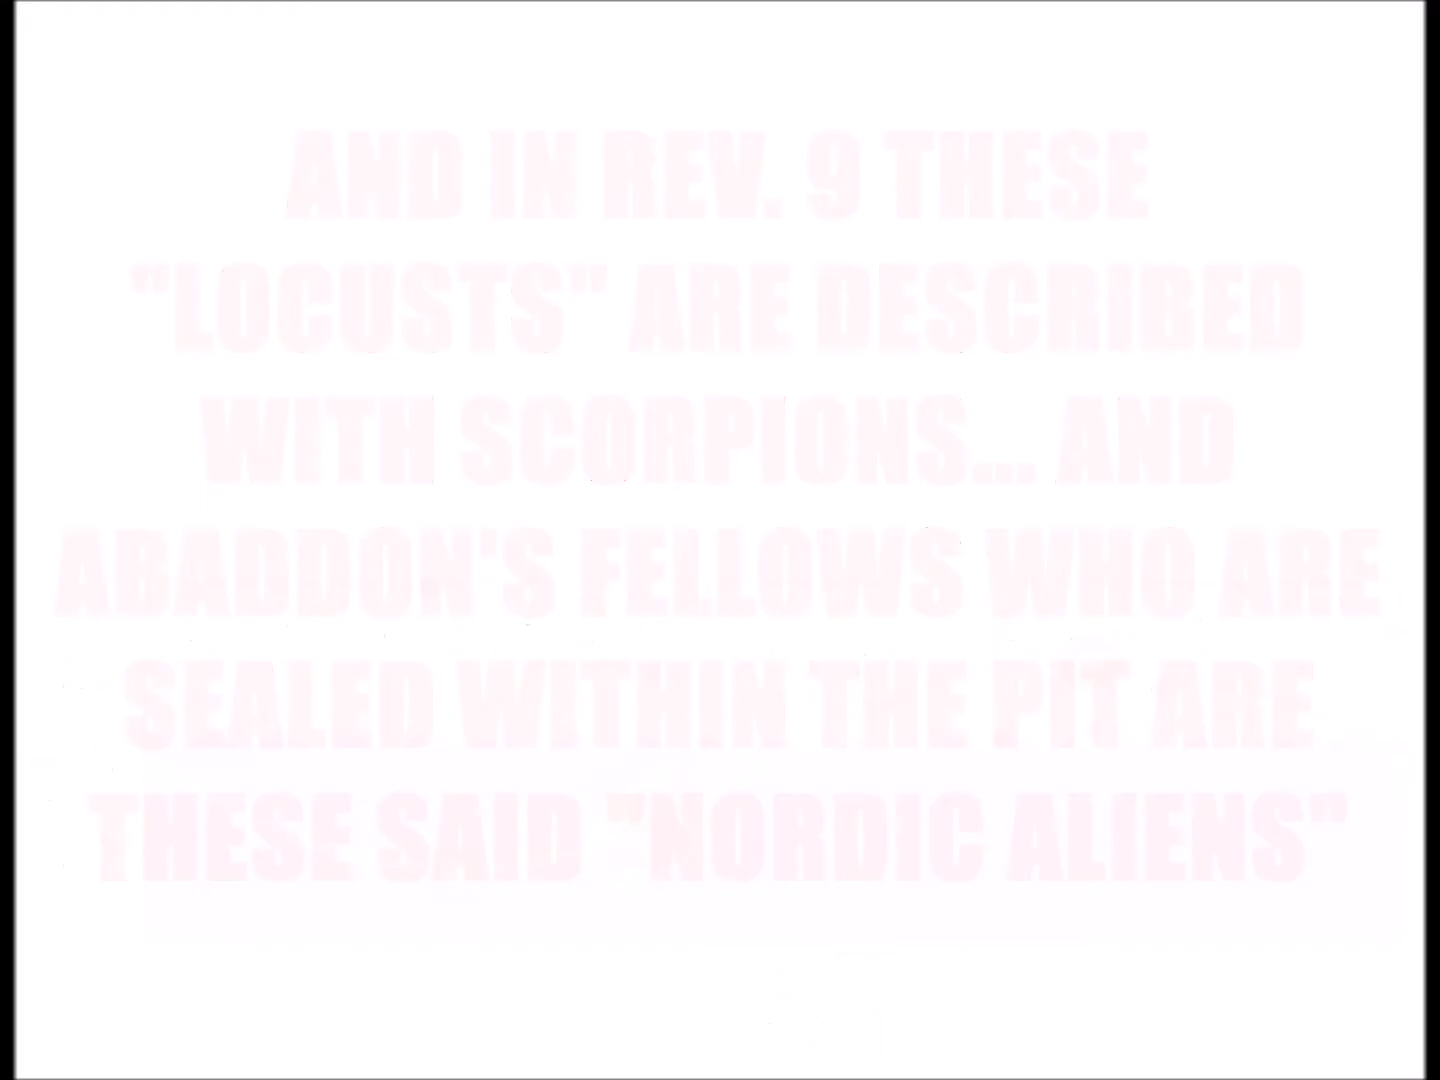 AND IN REV. 9 THESE
"LOCUSTS" ARE DESCRIBED
WITH SCORPIONS... AND
ABADDON'S FELLOWS WHO ARE
SEALED WITHIN THE PIT ARE
THESE SAID "NORDIC ALIENS"